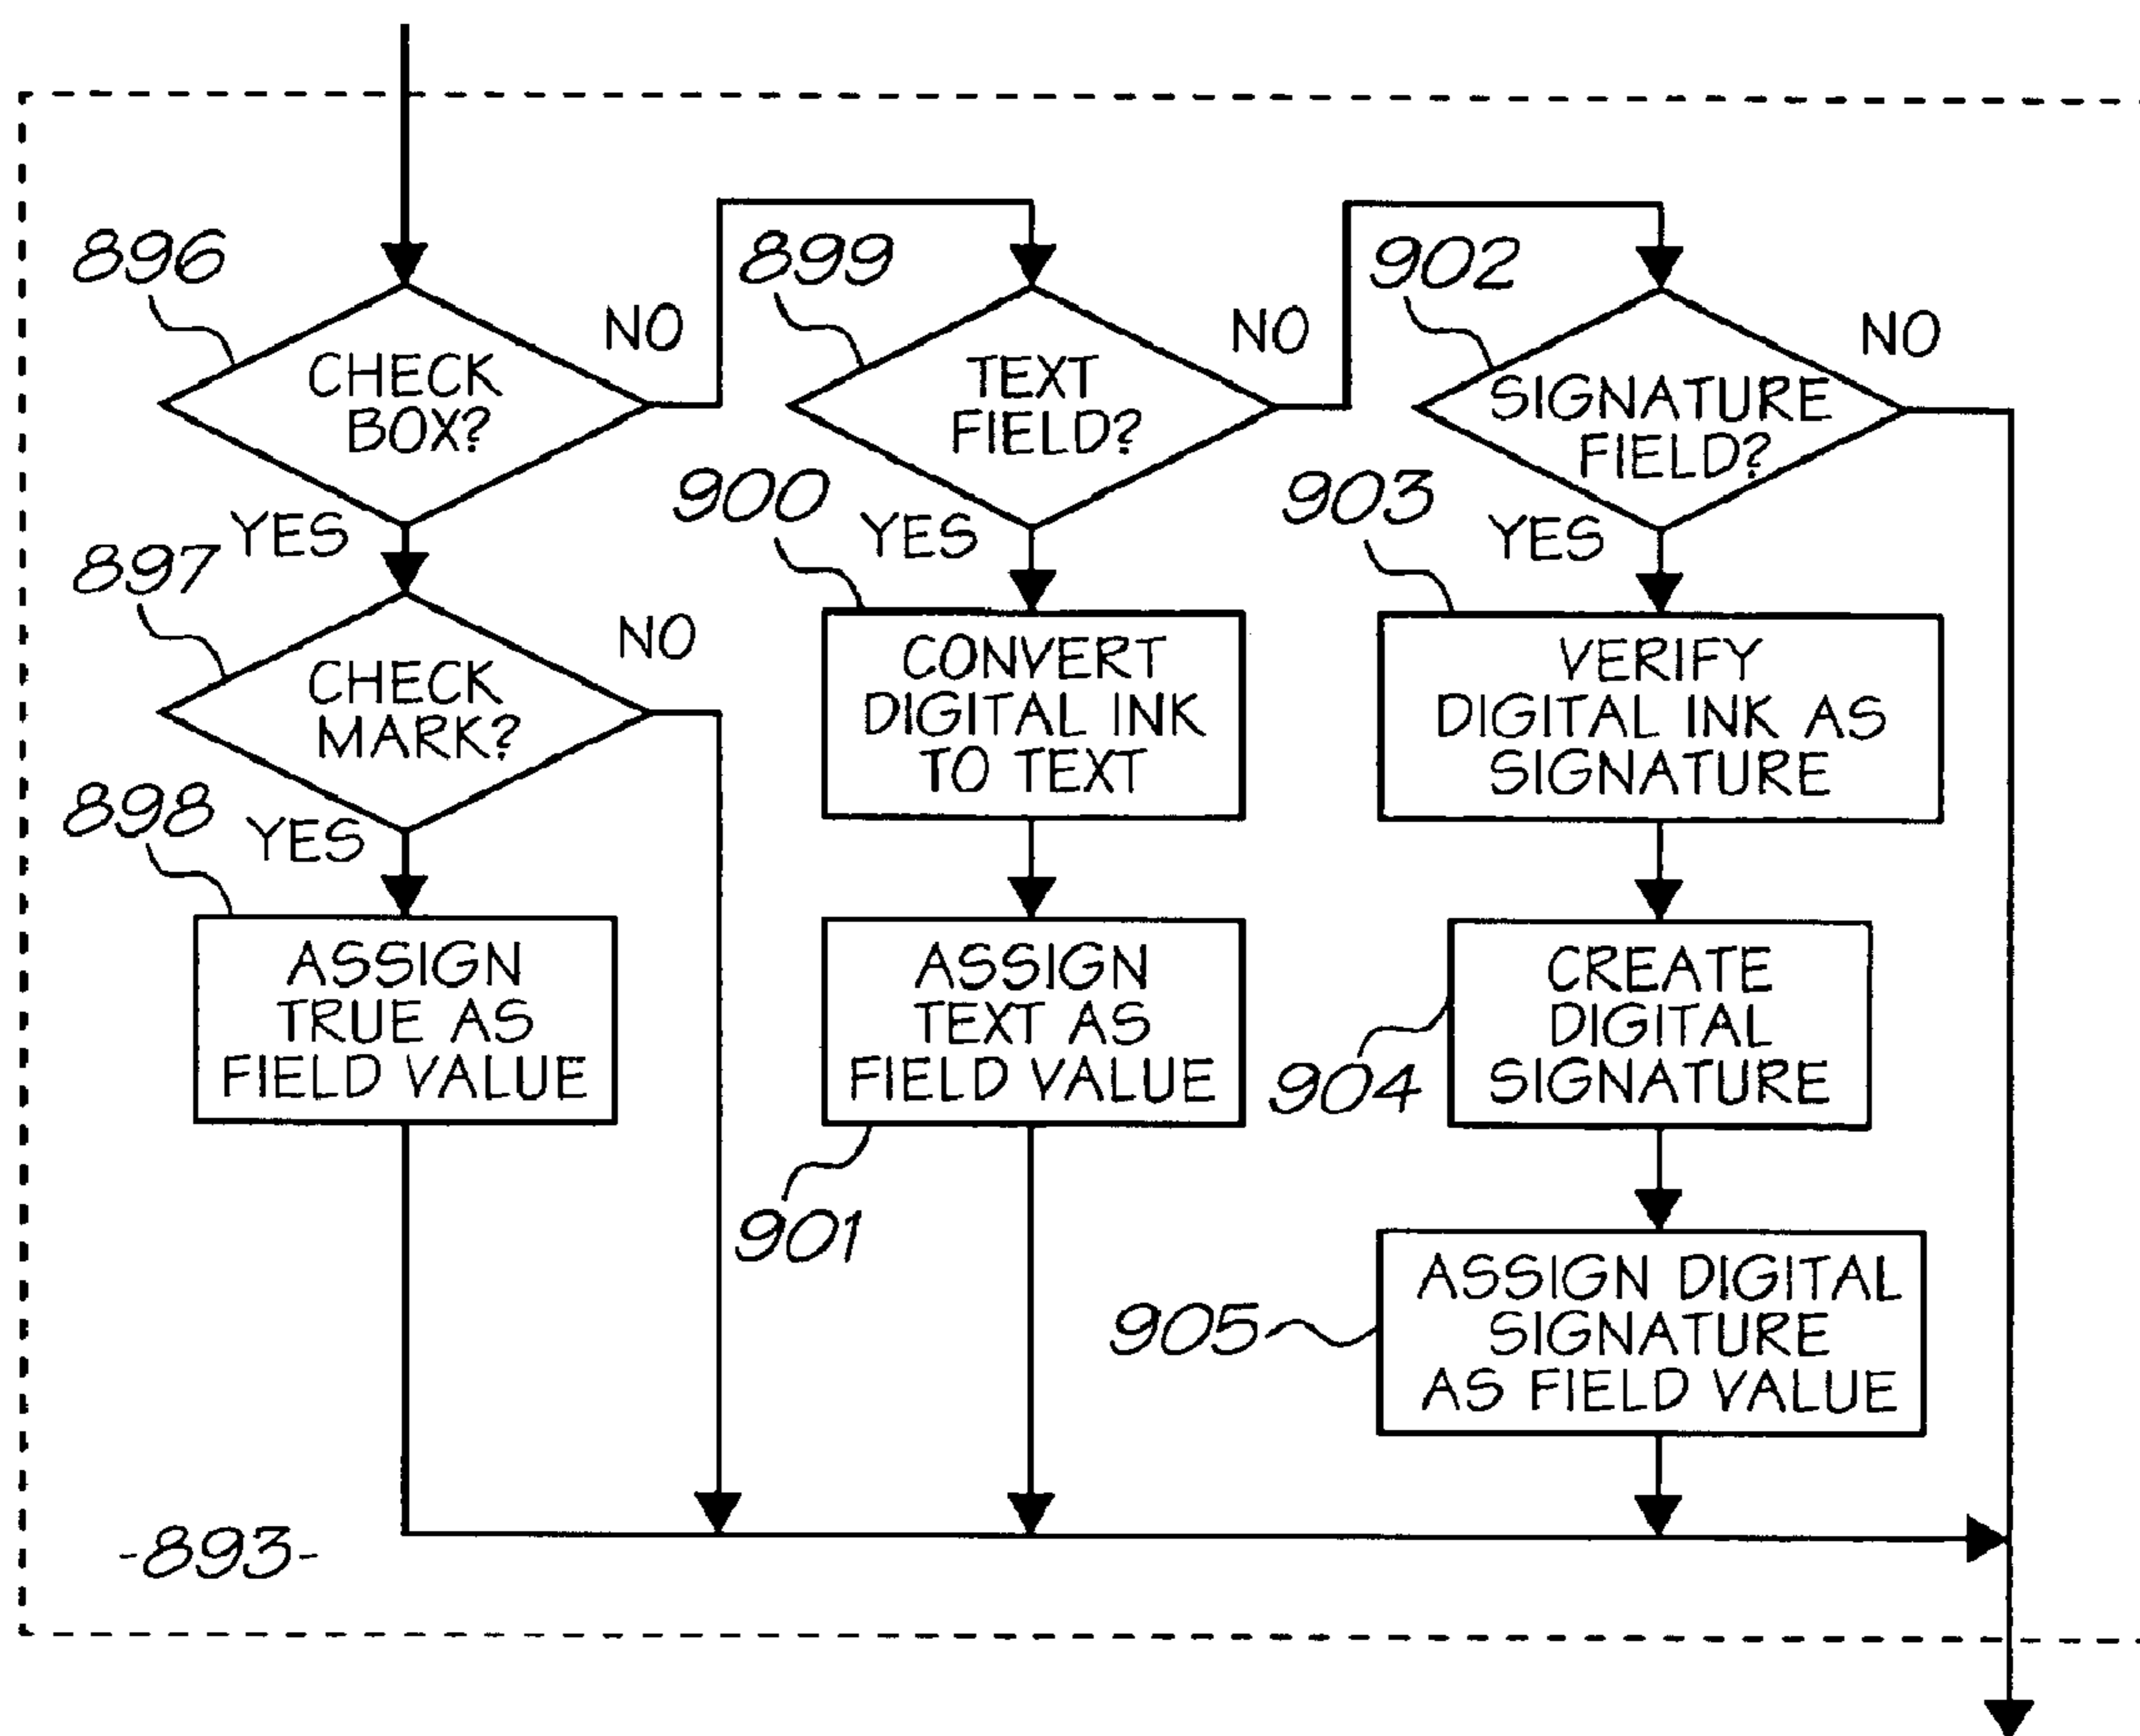 896
CHECK
BOX?
NO
YES
897
CHECK
MARK?
NO
YES
898
ASSIGN
TRUE AS
FIELD VALUE
899
TEXT
FIELD?
NO
YES
900
CONVERT
DIGITAL INK
TO TEXT
ASSIGN
TEXT AS
FIELD VALUE
901
902
SIGNATURE
FIELD?
NO
YES
903
VERIFY
DIGITAL INK AS
SIGNATURE
CREATE
DIGITAL
SIGNATURE
904
ASSIGN DIGITAL
SIGNATURE
AS FIELD VALUE
905
-893-